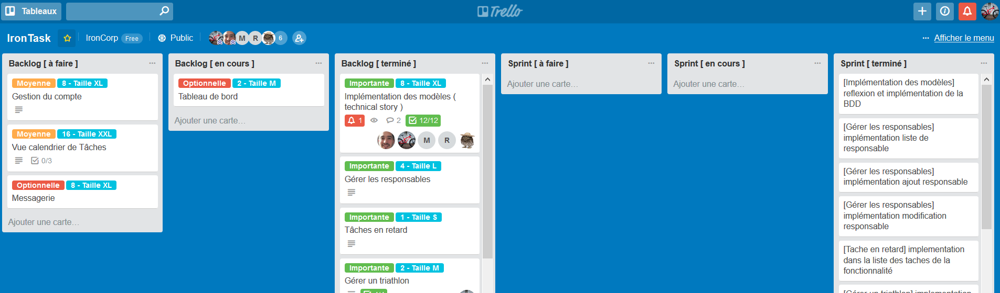 Tableaux
Trello
IronTask
IronCorp Free
Public
M
R
6
Afficher le menu
Backlog [ à faire ]
Moyenne 8 - Taille XL
Gestion du compte
Moyenne 16 - Taille XXL
Vue calendrier de Tâches
0/3
Optionnelle 8 - Taille XL
Messagerie
Ajouter une carte…
Backlog [ en cours ]
Optionnelle 2 - Taille M
Tableau de bord
Ajouter une carte…
Backlog [ terminé ]
Importante 8 - Taille XL
Implémentation des modèles (
technical story )
1 2 12/12
M R
Importante 4 - Taille L
Gérer les responsables
Importante 1 - Taille S
Tâches en retard
Importante 2 - Taille M
Gérer un triathlon
Sprint [ à faire ]
Ajouter une carte…
Sprint [ en cours ]
Ajouter une carte…
Sprint [ terminé ]
[Implémentation des modèles]
reflexion et implémentation de la
BDD
[Gérer les responsables]
implémentation liste de
responsable
[Gérer les responsables]
implémentation ajout responsable
[Gérer les responsables]
implémentation modification
responsable
[Tache en retard] implementation
dans la liste des taches de la
fonctionnalité
[Gérer un triathlon] implementation